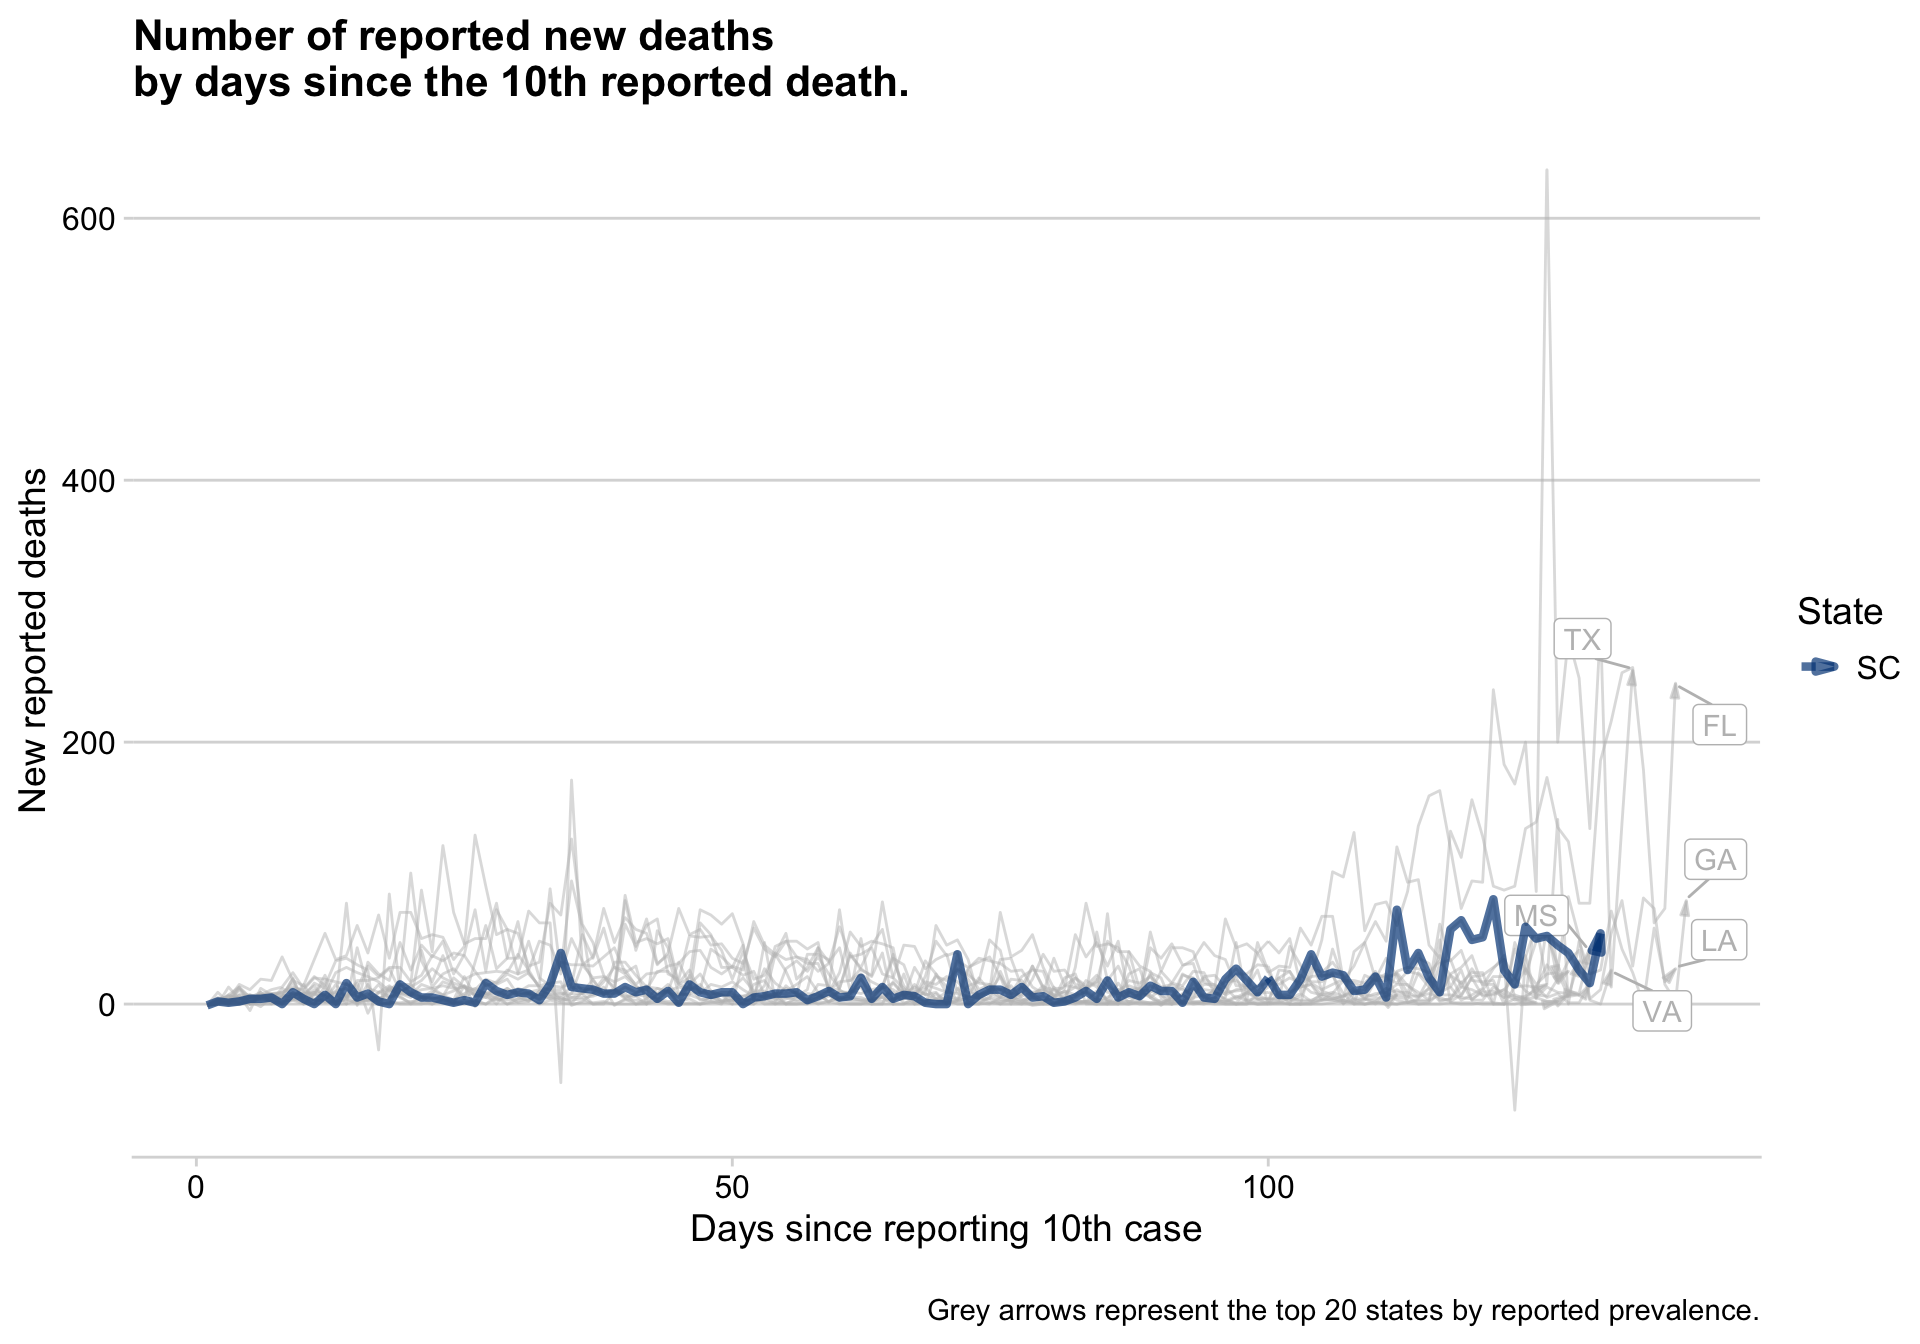 Number of reported new deaths
by days since the 10th reported death.
600
400
200
0
New reported deaths
TX
FL
GA
MS
LA
VA
State
SC
0 50 100
Days since reporting 10th case
Grey arrows represent the top 20 states by reported prevalence.